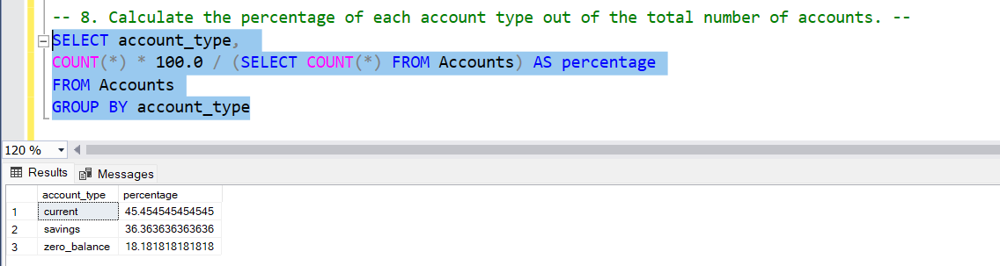 -- 8. Calculate the percentage of each account type out of the total number of accounts. --
SELECT account_type,
COUNT(*) * 100.0 / (SELECT COUNT(*) FROM Accounts) AS percentage
FROM Accounts
GROUP BY account_type
120 %
Results Messages
account_type percentage
1 current 45.454545454545
2 savings 36.363636363636
3 zero_balance 18.181818181818